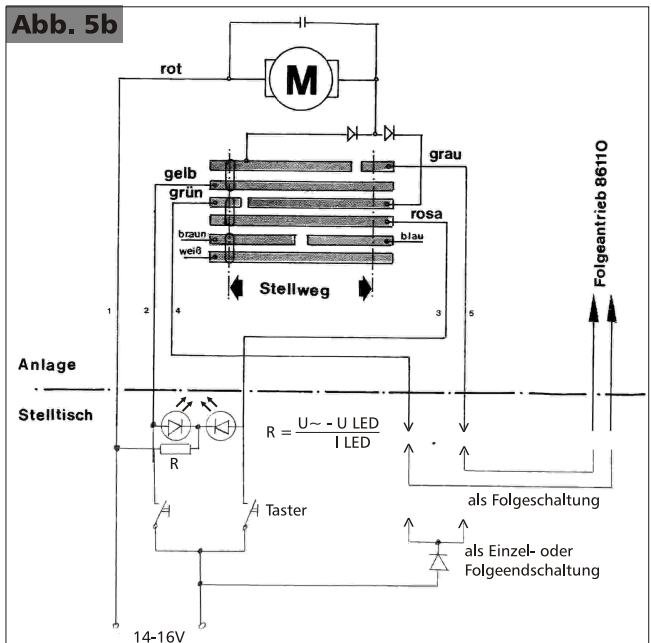 Abb. 5b
rot
M
grau
gelb
grün
rosa
braun
blau
weiß
Stellweg
Folgeantrieb 86110
1
2
4
3
5
Anlage
Stelltisch
R = U~ - U LED
I LED
R
als Folgeschaltung
Taster
als Einzel- oder
Folgeendschaltung
14-16V